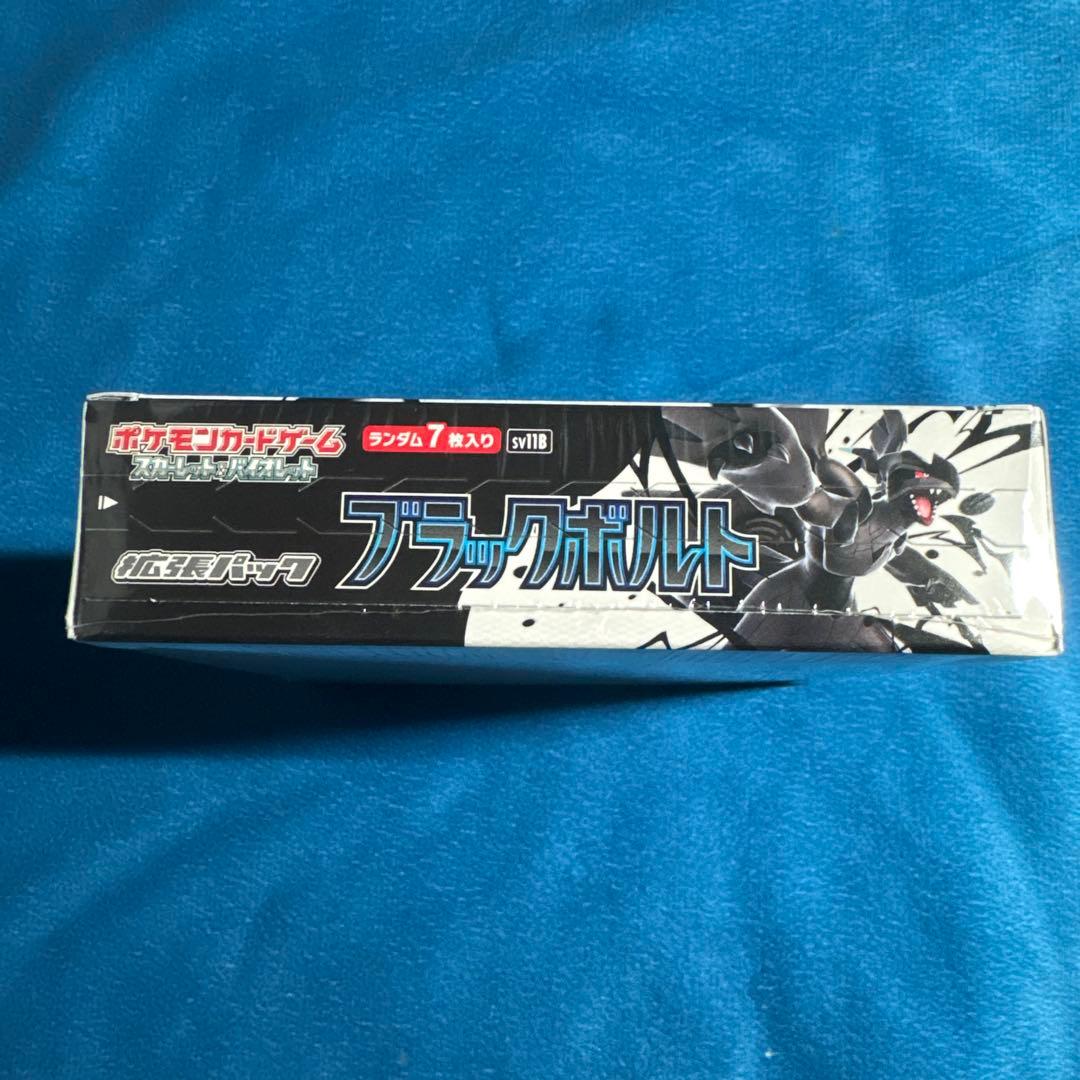 ポケモンカードゲーム
スカーレット&バイオレット
ランダム7枚入り
sv11B
拡張パック
ブラックボルト